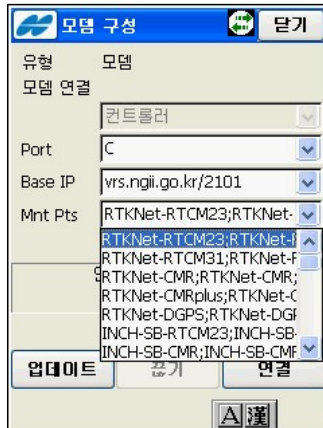 모뎀 구성
닫기
유형 모뎀
모뎀 연결
컨트롤러
Port C
Base IP vrs.ngii.go.kr/2101
Mnt Pts RTKNet-RTCM23;RTKNet-
RTKNet-RTCM23;RTKNet-
RTKNet-RTCM31;RTKNet-
RTKNet-CMR;RTKNet-CMR;
RTKNet-CMRplus;RTKNet-C
RTKNet-DGPS;RTKNet-DGF
INCH-SB-RTCM23;INCH-SB-
INCH-SB-CMR;INCH-SB-CMF
업데이트 끊기 연결
A 漢